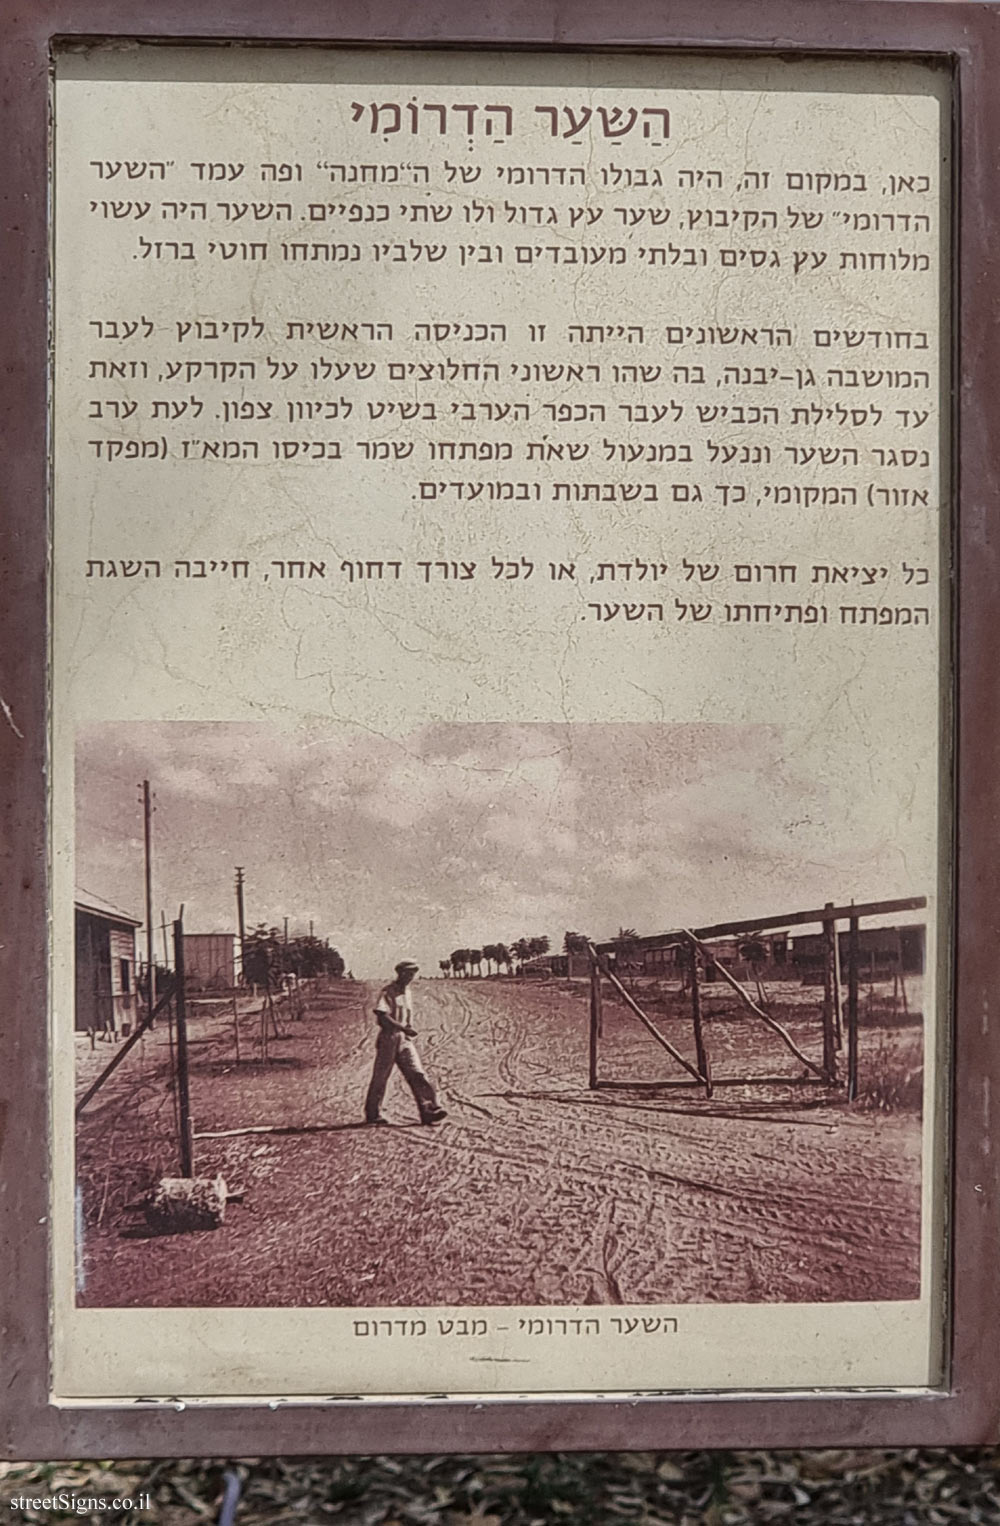 הַשַּׁעַר הַדְרוֹמִי
כאן, במקום זה, היה גבולו הדרומי של ה"מחנה" ופה עמד "השער
הדרומי" של הקיבוץ, שער עץ גדול ולו שתי כנפיים. השער היה עשוי
מלוחות עץ גסים ובלתי מעובדים ובין שלביו נמתחו חוטי ברזל.
בחודשים הראשונים הייתה זו הכניסה הראשית לקיבוץ לעבר
המושבה גן-יבנה, בה שהו ראשוני החלוצים שעלו על הקרקע, וזאת
עד לסלילת הכביש לעבר הכפר הערבי בשיט לכיוון צפון. לעת ערב
נסגר השער וננעל במנעול שאת מפתחו שמר בכיסו המא"ז (מפקד
אזור) המקומי, כך גם בשבתות ובמועדים.
כל יציאת חרום של יולדת, או לכל צורך דחוף אחר, חייבה השגת
המפתח ופתיחתו של השער.
השער הדרומי - מבט מדרום
streetSigns.co.il